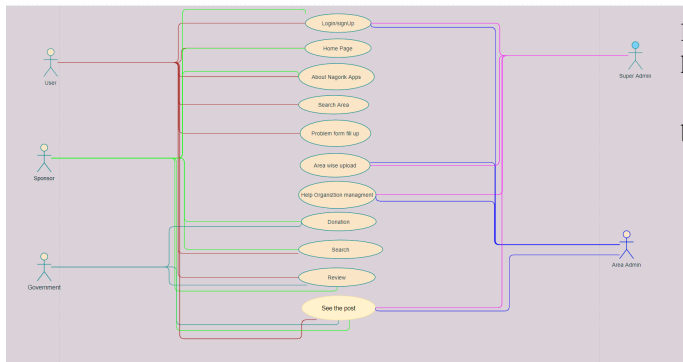 Login/signUp
Home Page
User
Super Admin
About Nagorik Apps
Search Area
Problem form fill up
Area wise upload
Sponsor
Help Organiztion managment
Donation
Search
Area Admin
Review
Government
See the post